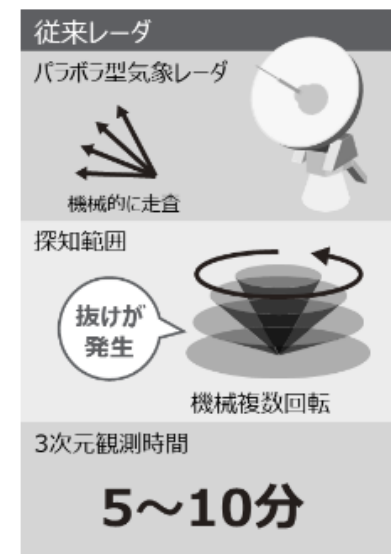 従来レーダ
パラボラ型気象レーダ
機械的に走査
探知範囲
抜けが
発生
機械複数回転
3次元観測時間
5～10分